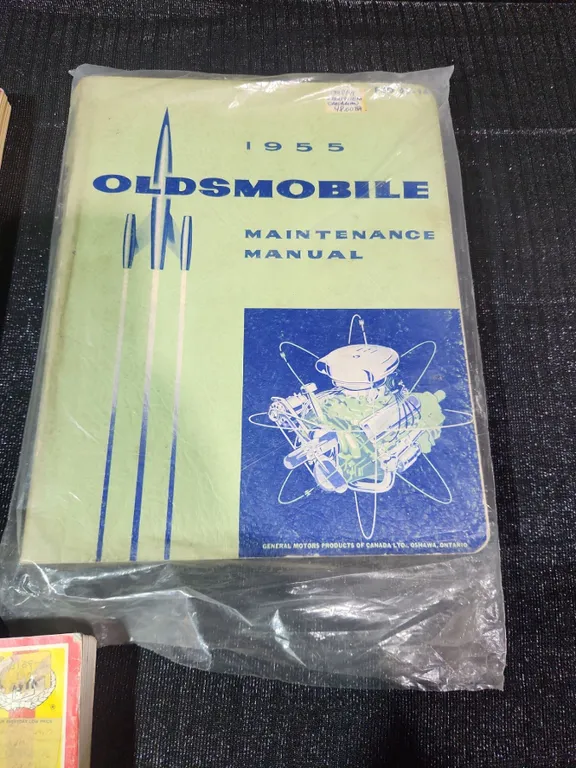 1955
OLDSMOBILE
MAINTENANCE
MANUAL
GENERAL MOTORS PRODUCTS OF CANADA LTD., OSHAWA, ONTARIO